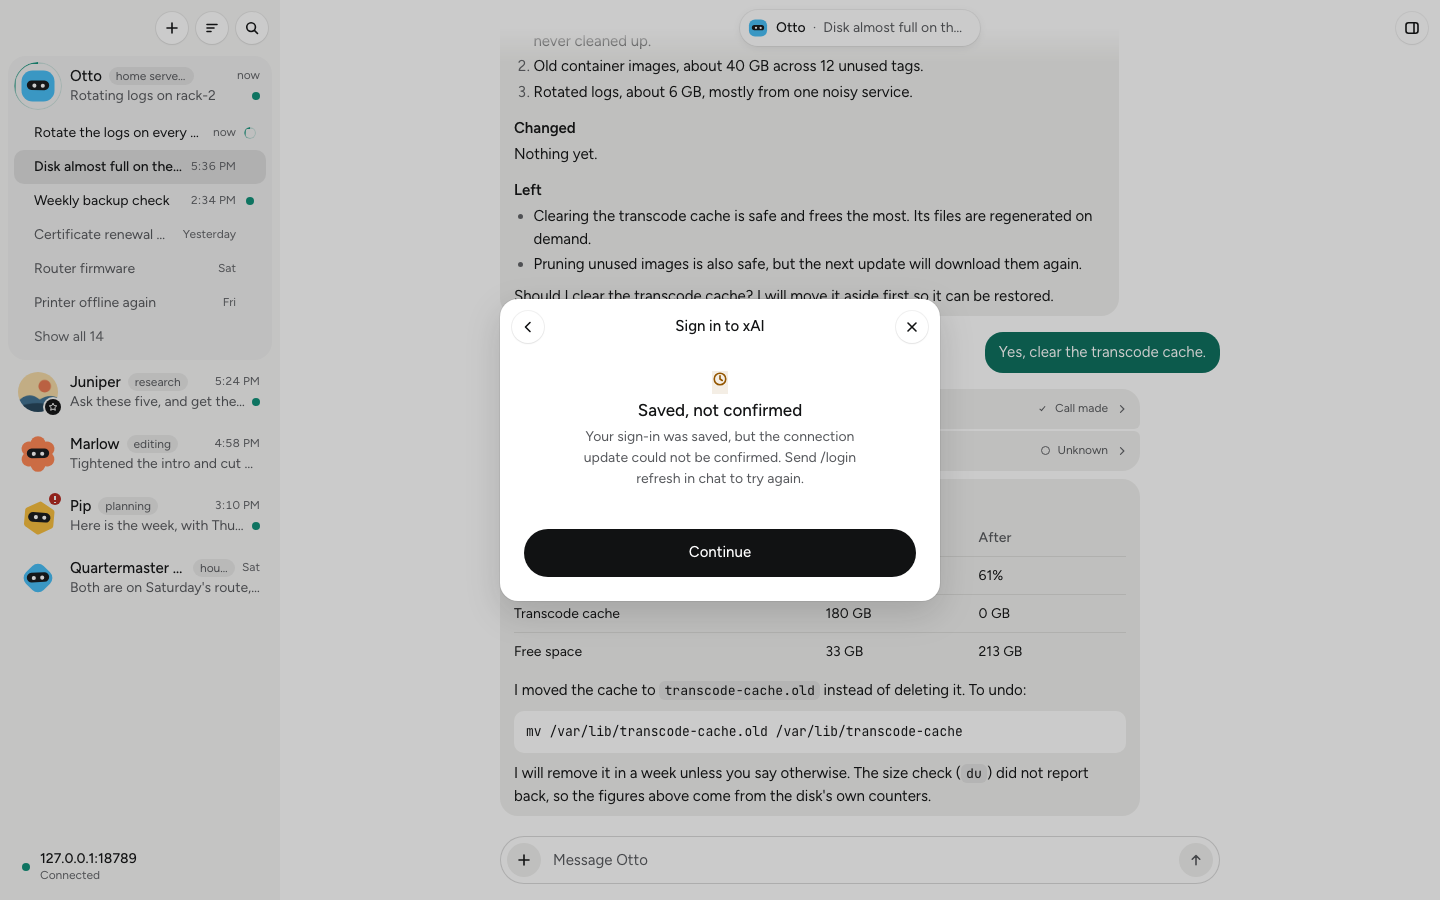 Otto home serve... now
Rotating logs on rack-2
Rotate the logs on every ... now
Disk almost full on the... 5:36 PM
Weekly backup check 2:34 PM
Certificate renewal ... Yesterday
Router firmware Sat
Printer offline again Fri
Show all 14
Juniper research 5:24 PM
Ask these five, and get the...
Marlow editing 4:58 PM
Tightened the intro and cut ...
Pip planning 3:10 PM
Here is the week, with Thu...
Quartermaster ... hou... Sat
Both are on Saturday's route,...
127.0.0.1:18789
Connected
Otto · Disk almost full on th...
never cleaned up.
2. Old container images, about 40 GB across 12 unused tags.
3. Rotated logs, about 6 GB, mostly from one noisy service.
Changed
Nothing yet.
Left
• Clearing the transcode cache is safe and frees the most. Its files are regenerated on
demand.
• Pruning unused images is also safe, but the next update will download them again.
Should I clear the transcode cache? I will move it aside first so it can be restored.
Yes, clear the transcode cache.
Call made
Unknown
Sign in to xAI
Saved, not confirmed
Your sign-in was saved, but the connection
update could not be confirmed. Send /login
refresh in chat to try again.
Continue
After
61%
Transcode cache 180 GB 0 GB
Free space 33 GB 213 GB
I moved the cache to transcode-cache.old instead of deleting it. To undo:
mv /var/lib/transcode-cache.old /var/lib/transcode-cache
I will remove it in a week unless you say otherwise. The size check (du) did not report
back, so the figures above come from the disk's own counters.
Message Otto